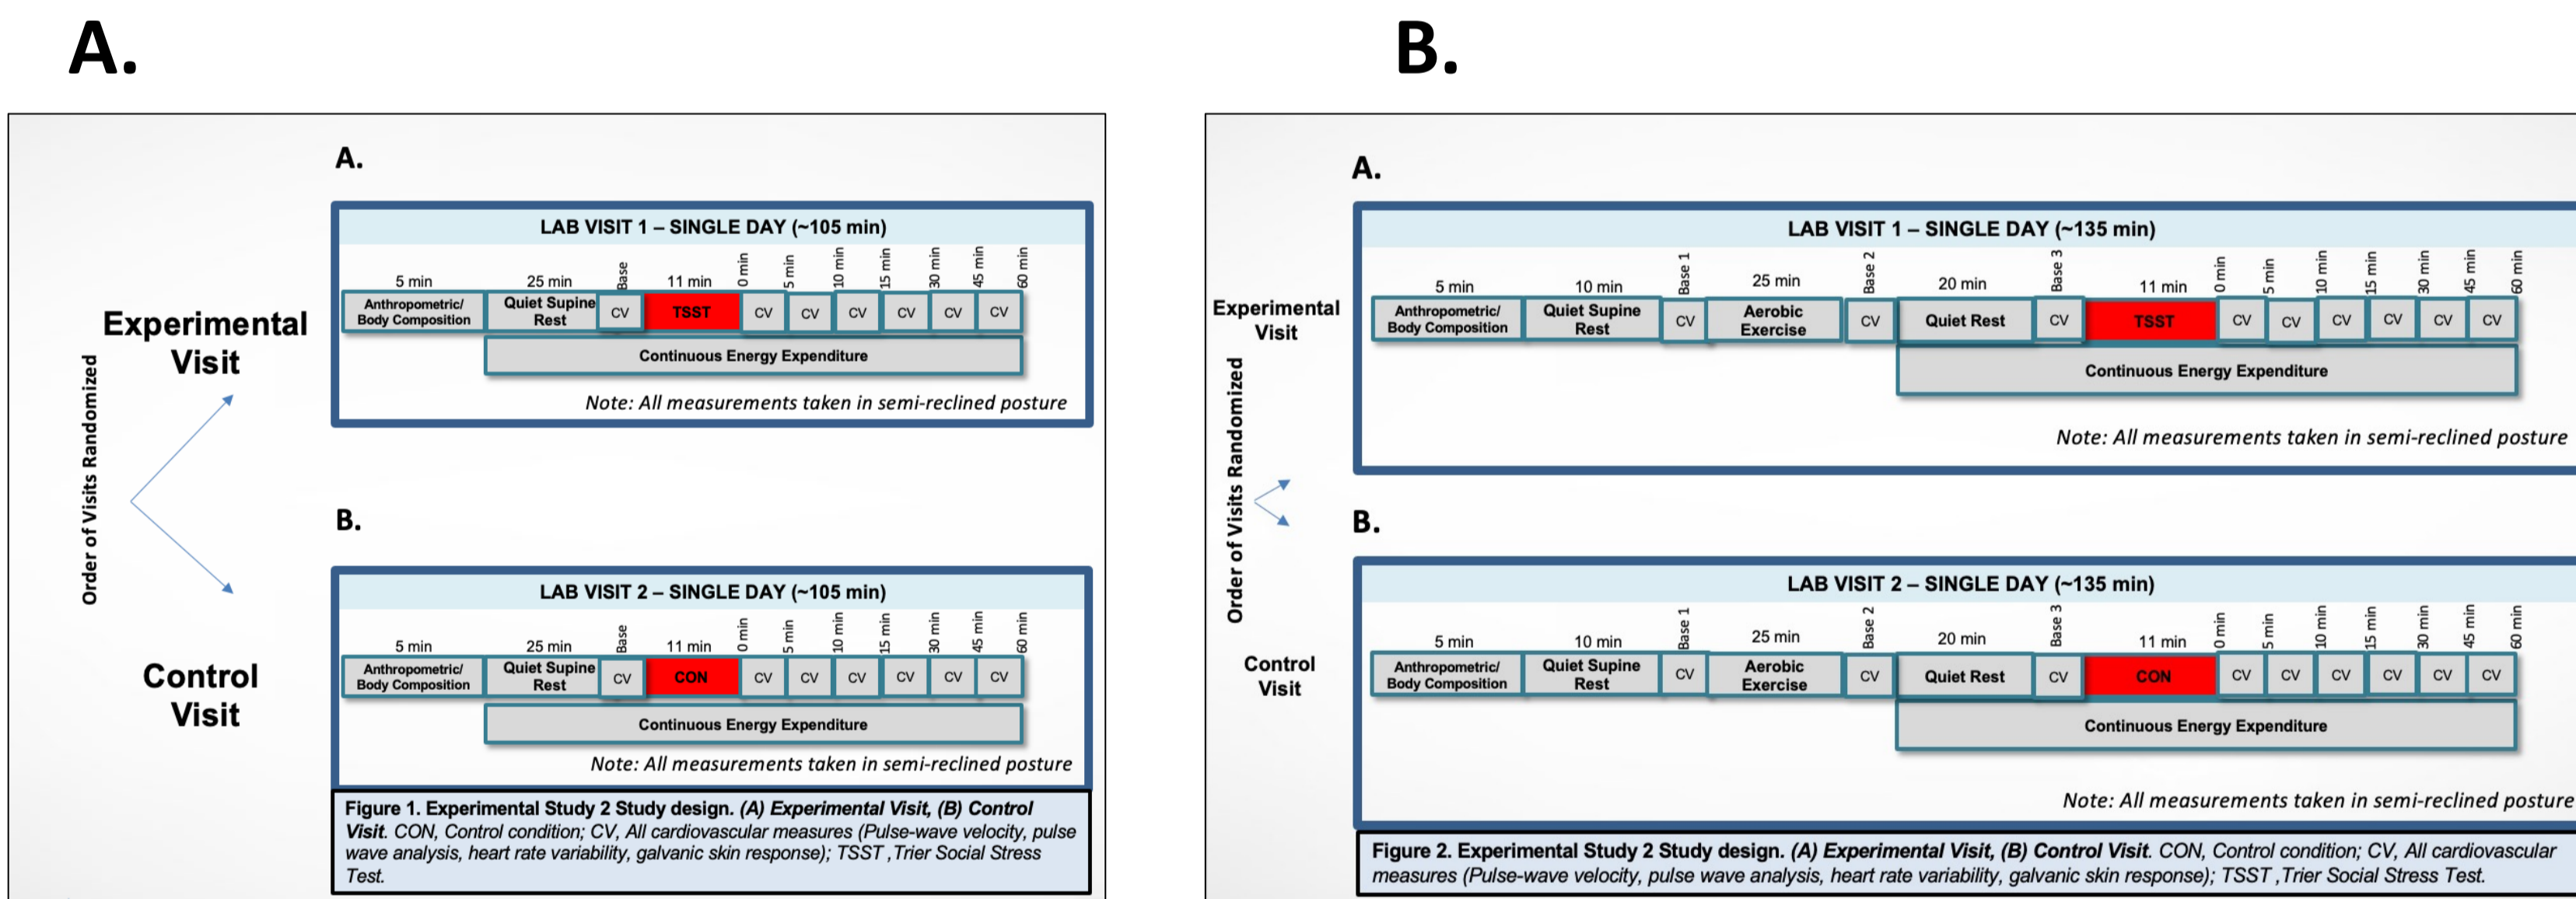 A.
B.
Order of Visits Randomized
Experimental
Visit
Control
Visit
A.
LAB VISIT 1 – SINGLE DAY (~105 min)
5 min
25 min
Base
11 min
0 min
5 min
10 min
15 min
30 min
45 min
60 min
Anthropometric/
Body Composition
Quiet Supine
Rest
CV
TSST
CV
CV
CV
CV
CV
CV
Continuous Energy Expenditure
Note: All measurements taken in semi-reclined posture
B.
LAB VISIT 2 – SINGLE DAY (~105 min)
5 min
25 min
Base
11 min
0 min
5 min
10 min
15 min
30 min
45 min
60 min
Anthropometric/
Body Composition
Quiet Supine
Rest
CV
CON
CV
CV
CV
CV
CV
CV
Continuous Energy Expenditure
Note: All measurements taken in semi-reclined posture
Figure 1. Experimental Study 2 Study design. (A) Experimental Visit, (B) Control
Visit. CON, Control condition; CV, All cardiovascular measures (Pulse-wave velocity, pulse
wave analysis, heart rate variability, galvanic skin response); TSST ,Trier Social Stress
Test.
Order of Visits Randomized
Experimental
Visit
Control
Visit
A.
LAB VISIT 1 – SINGLE DAY (~135 min)
5 min
10 min
Base 1
25 min
Base 2
20 min
Base 3
11 min
0 min
5 min
10 min
15 min
30 min
45 min
60 min
Anthropometric/
Body Composition
Quiet Supine
Rest
CV
Aerobic
Exercise
CV
Quiet Rest
CV
TSST
CV
CV
CV
CV
CV
CV
Continuous Energy Expenditure
Note: All measurements taken in semi-reclined posture
B.
LAB VISIT 2 – SINGLE DAY (~135 min)
5 min
10 min
Base 1
25 min
Base 2
20 min
Base 3
11 min
0 min
5 min
10 min
15 min
30 min
45 min
60 min
Anthropometric/
Body Composition
Quiet Supine
Rest
CV
Aerobic
Exercise
CV
Quiet Rest
CV
CON
CV
CV
CV
CV
CV
CV
Continuous Energy Expenditure
Note: All measurements taken in semi-reclined posture
Figure 2. Experimental Study 2 Study design. (A) Experimental Visit, (B) Control Visit. CON, Control condition; CV, All cardiovascular
measures (Pulse-wave velocity, pulse wave analysis, heart rate variability, galvanic skin response); TSST ,Trier Social Stress Test.